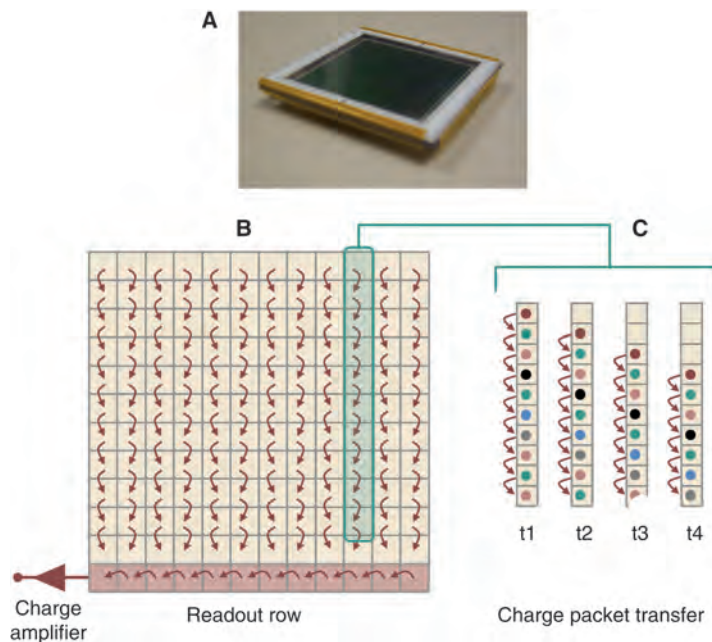 A
B
C
t1 t2 t3 t4
Charge
amplifier
Readout row
Charge packet transfer